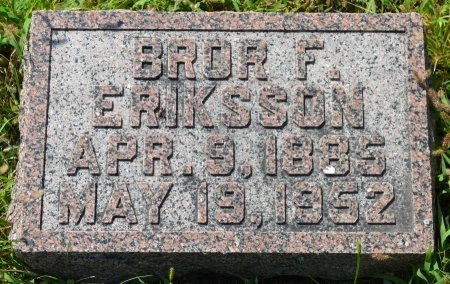 BROR F.
ERIKSSON
APR. 9, 1885
MAY 19, 1952